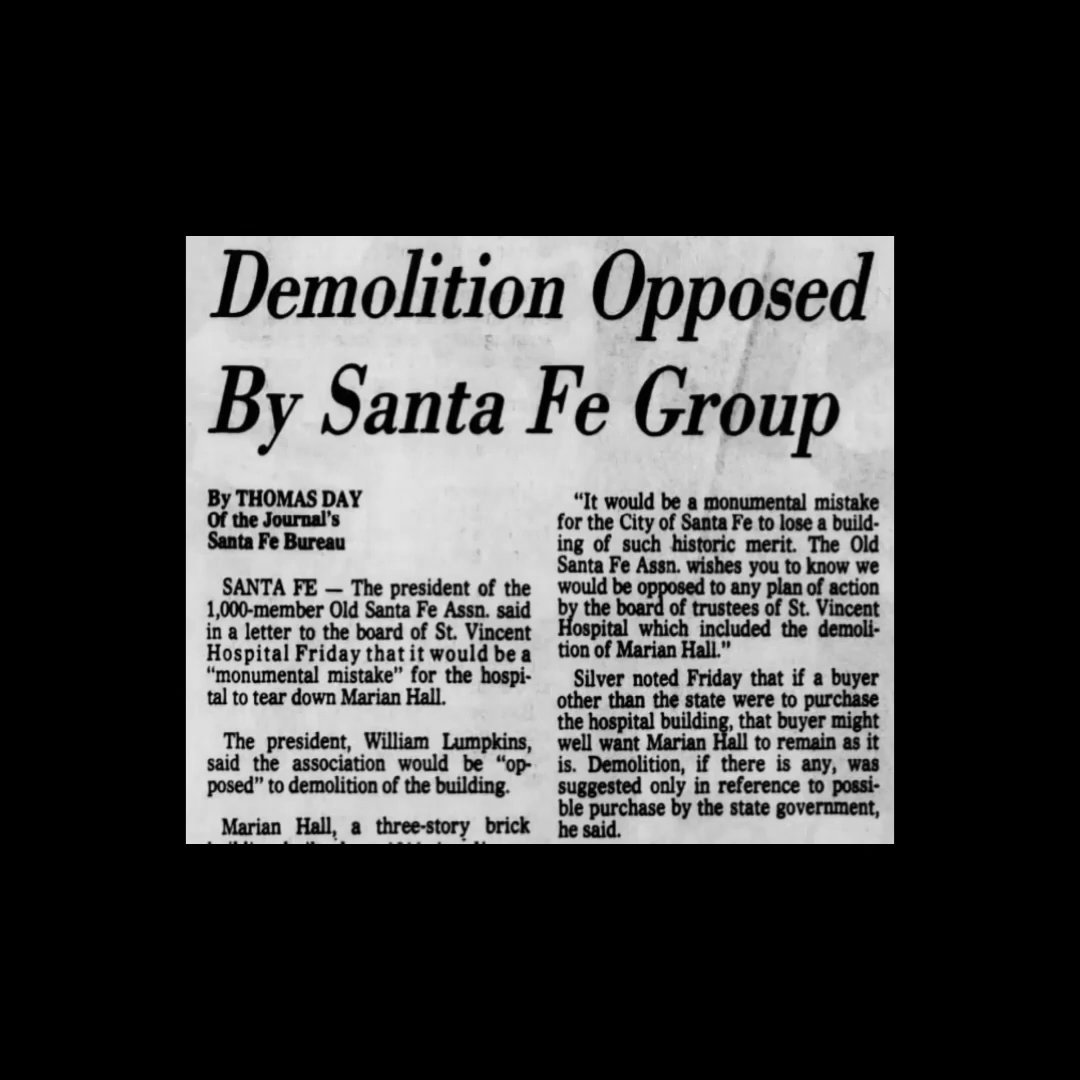 Demolition Opposed
By Santa Fe Group
By THOMAS DAY
Of the Journal's
Santa Fe Bureau
SANTA FE — The president of the
1,000-member Old Santa Fe Assn. said
in a letter to the board of St. Vincent
Hospital Friday that it would be a
“monumental mistake” for the hospi-
tal to tear down Marian Hall.
The president, William Lumpkins,
said the association would be “op-
posed” to demolition of the building.
Marian Hall, a three-story brick
“It would be a monumental mistake
for the City of Santa Fe to lose a build-
ing of such historic merit. The Old
Santa Fe Assn. wishes you to know we
would be opposed to any plan of action
by the board of trustees of St. Vincent
Hospital which included the demoli-
tion of Marian Hall.”
Silver noted Friday that if a buyer
other than the state were to purchase
the hospital building, that buyer might
well want Marian Hall to remain as it
is. Demolition, if there is any, was
suggested only in reference to possi-
ble purchase by the state government,
he said.